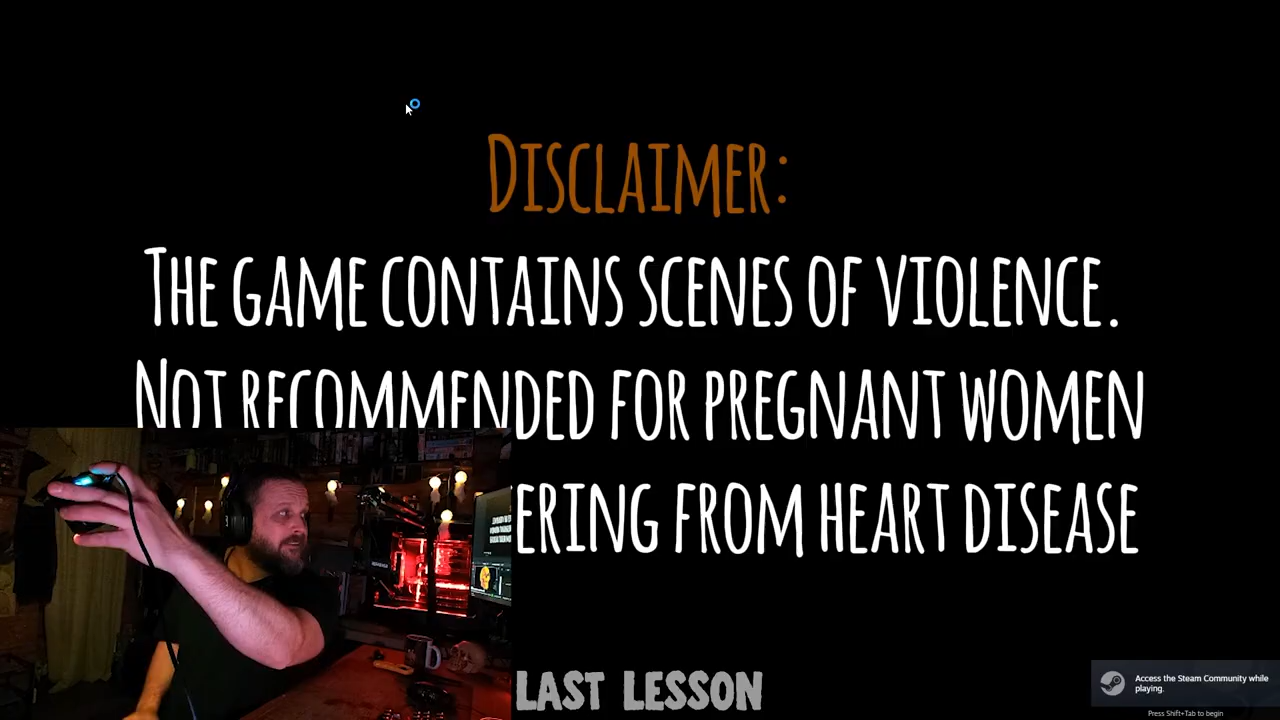 DISCLAIMER:
THE GAME CONTAINS SCENES OF VIOLENCE.
NOT RECOMMENDED FOR PREGNANT WOMEN
ERING FROM HEART DISEASE
LAST LESSON
Access the Steam Community while
playing.
Press Shift+Tab to begin